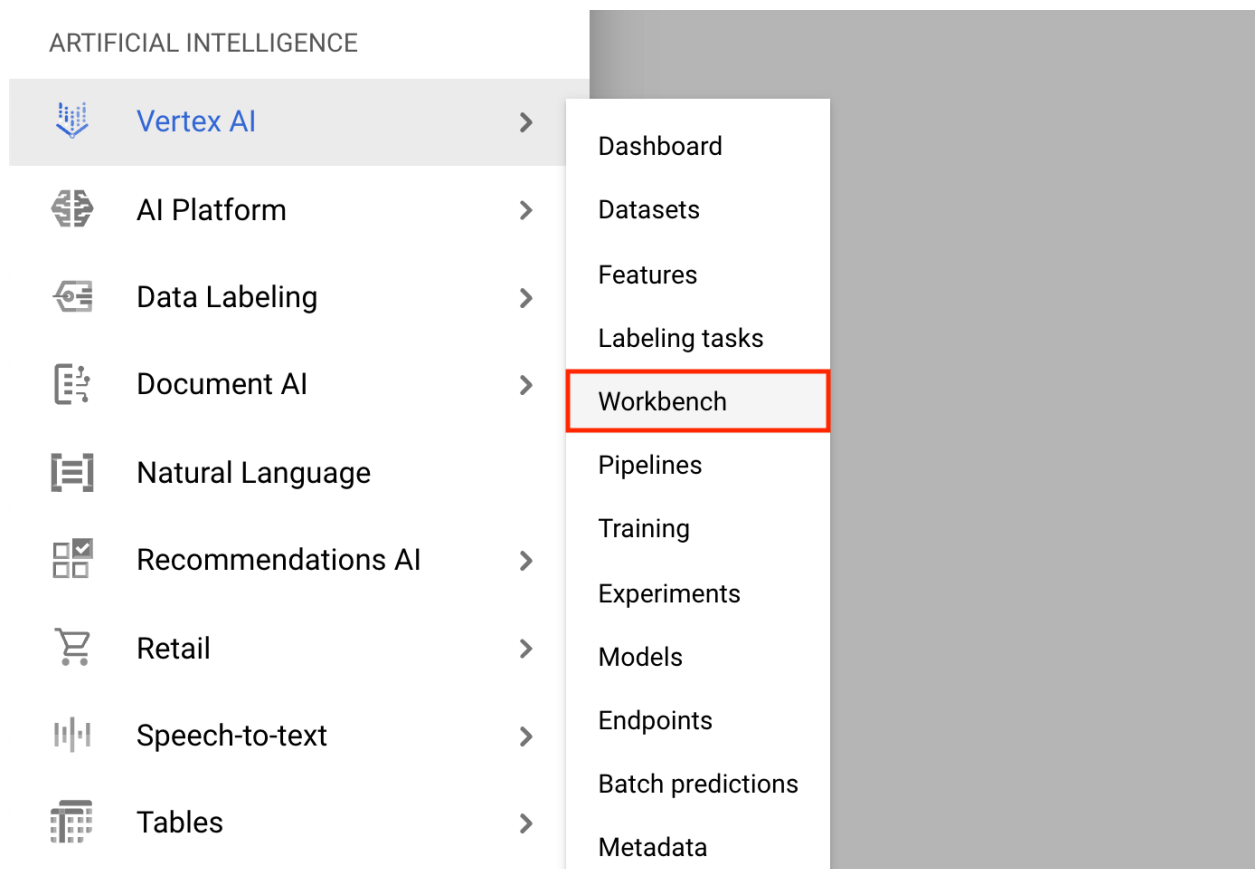 ARTIFICIAL INTELLIGENCE
Vertex AI
AI Platform
Data Labeling
Document AI
Natural Language
Recommendations AI
Retail
Speech-to-text
Tables
Dashboard
Datasets
Features
Labeling tasks
Workbench
Pipelines
Training
Experiments
Models
Endpoints
Batch predictions
Metadata